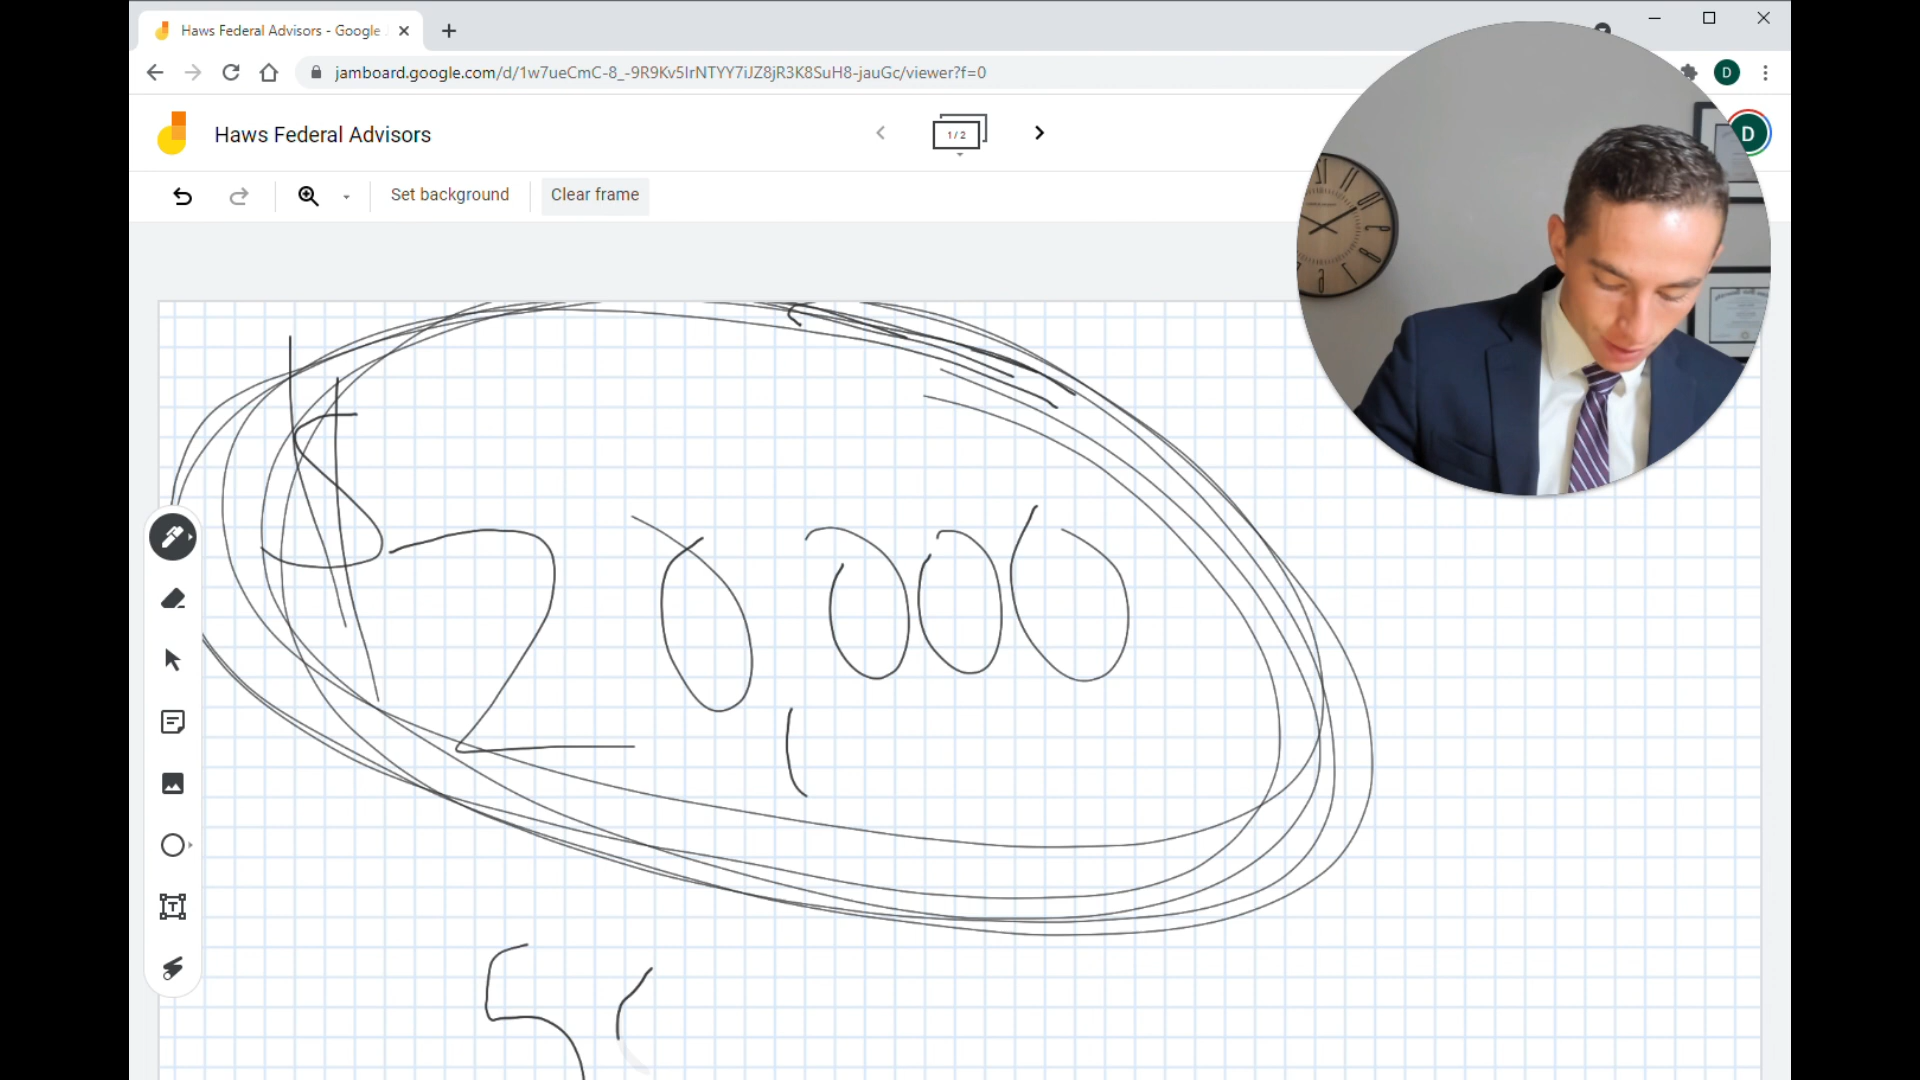 Haws Federal Advisors - Google
jamboard.google.com/d/1w7ueCmC-8_-9R9Kv5IrNTYY7iJZ8jR3K8SuH8-jauGc/viewer?f=0
D
Haws Federal Advisors
1/2
D
Set background
Clear frame
$20,000
5